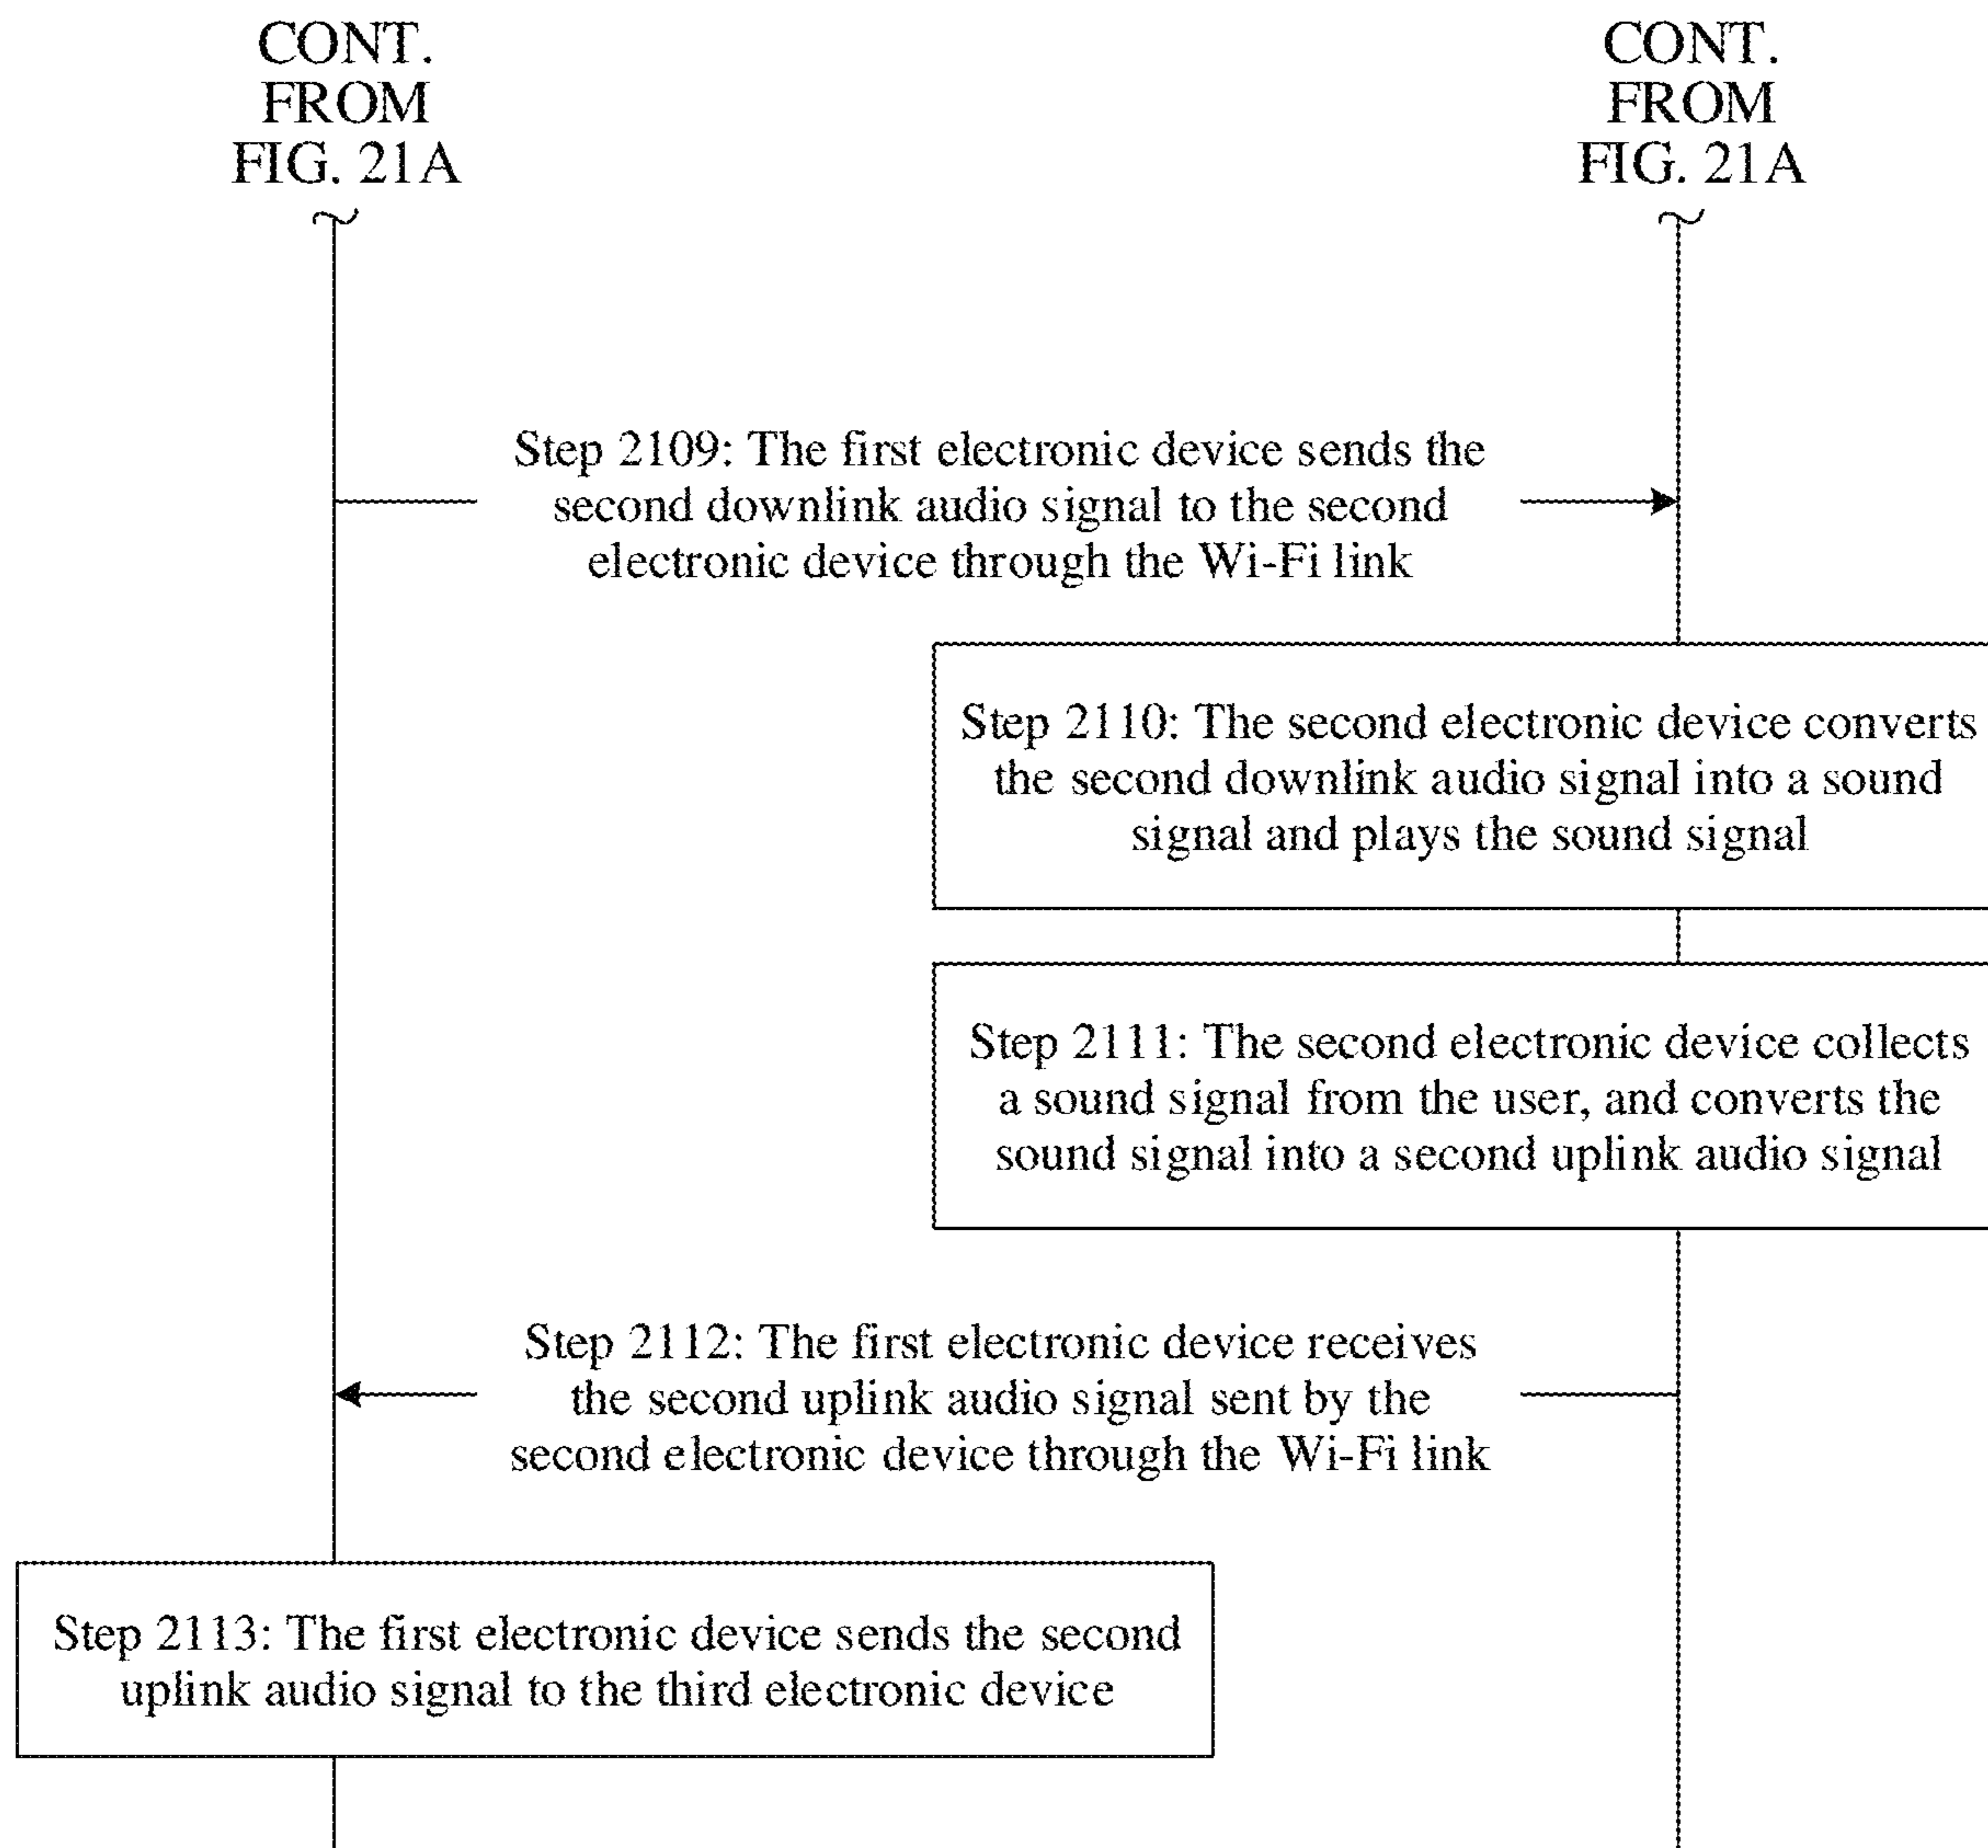 CONT.
FROM
FIG. 21A
CONT.
FROM
FIG. 21A
Step 2109: The first electronic device sends the
second downlink audio signal to the second
electronic device through the Wi-Fi link
Step 2110: The second electronic device converts
the second downlink audio signal into a sound
signal and plays the sound signal
Step 2111: The second electronic device collects
a sound signal from the user, and converts the
sound signal into a second uplink audio signal
Step 2112: The first electronic device receives
the second uplink audio signal sent by the
second electronic device through the Wi-Fi link
Step 2113: The first electronic device sends the second
uplink audio signal to the third electronic device